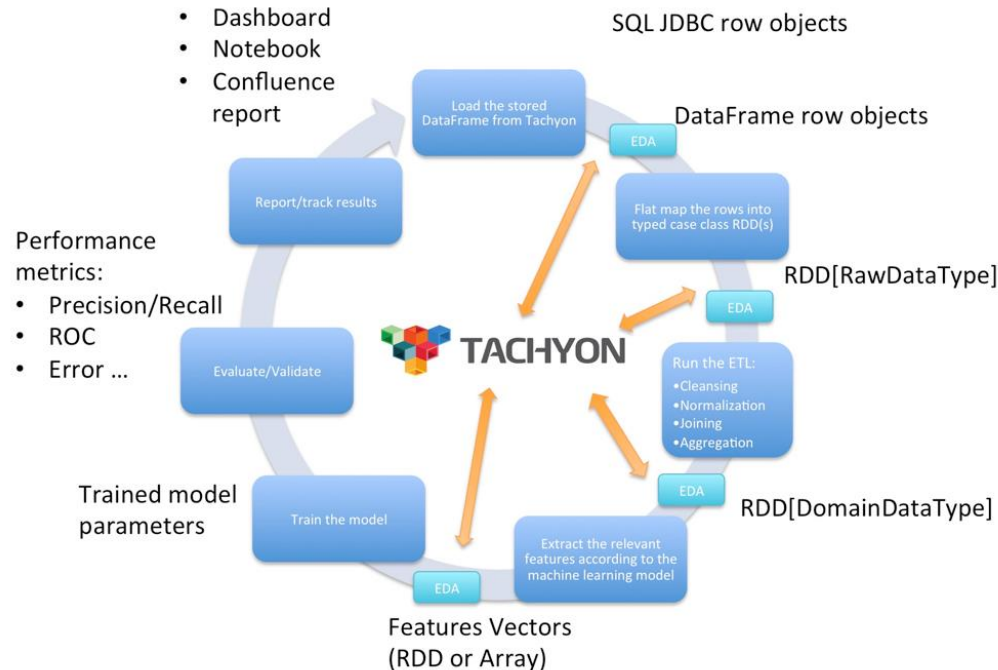 • Dashboard
• Notebook
• Confluence
report
SQL JDBC row objects
Load the stored
DataFrame from Tachyon
EDA
DataFrame row objects
Flat map the rows into
typed case class RDD(s)
RDD[RawDataType]
EDA
Run the ETL:
•Cleansing
•Normalization
•Joining
•Aggregation
EDA
RDD[DomainDataType]
Extract the relevant
features according to the
machine learning model
EDA
Features Vectors
(RDD or Array)
Train the model
Trained model
parameters
Evaluate/Validate
Performance
metrics:
• Precision/Recall
• ROC
• Error ...
Report/track results
TACHYON